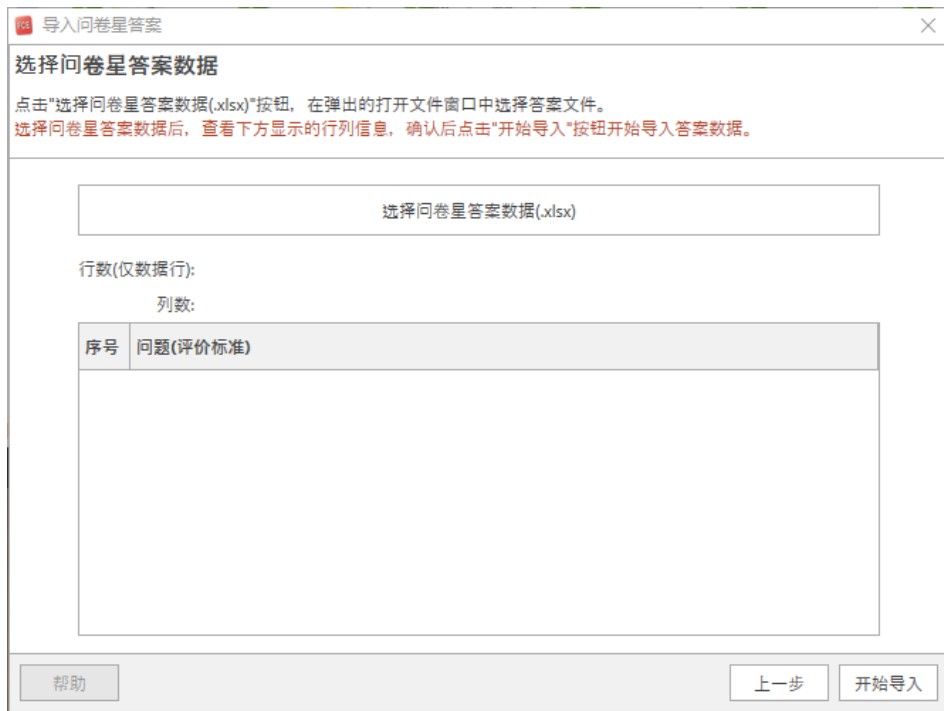 FCE 导入问卷星答案
选择问卷星答案数据
点击"选择问卷星答案数据(.xlsx)"按钮，在弹出的打开文件窗口中选择答案文件。
选择问卷星答案数据后，查看下方显示的行列信息，确认后点击"开始导入"按钮开始导入答案数据。
选择问卷星答案数据(.xlsx)
行数(仅数据行):
列数:
序号 问题(评价标准)
帮助 上一步 开始导入